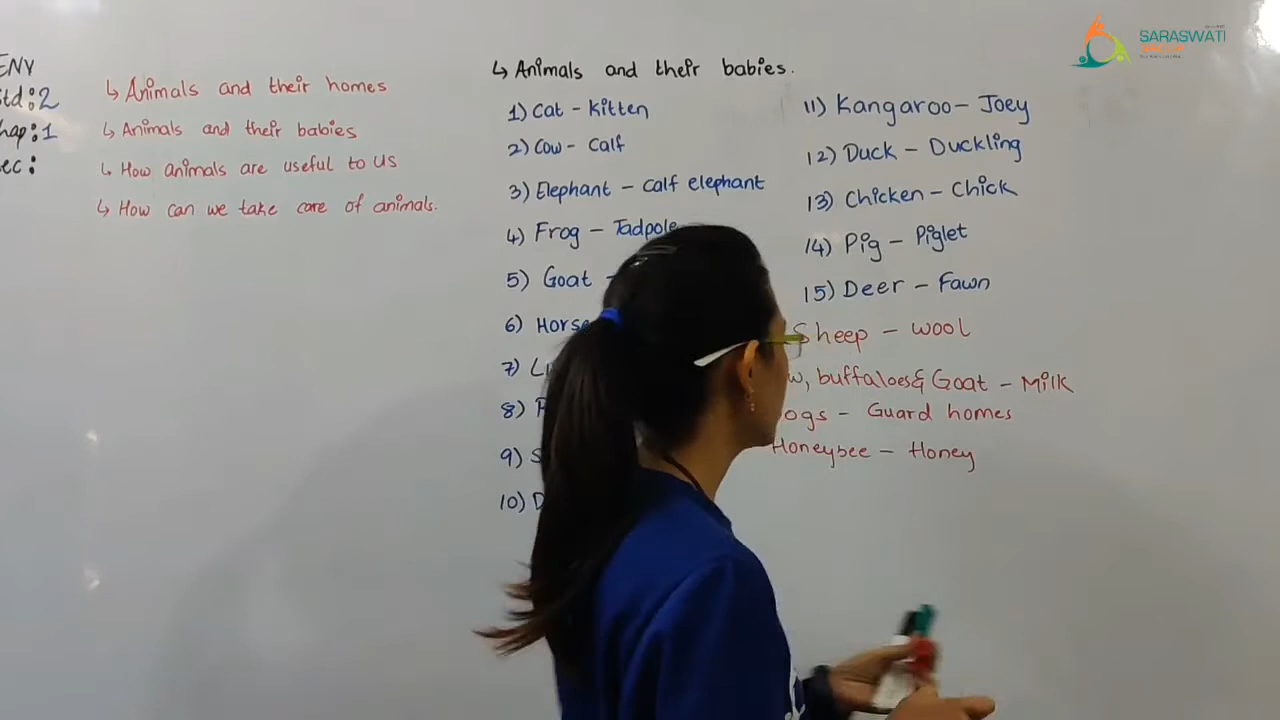 ENV
Std:2
Chap:1
Sec:
↳ Animals and their homes
↳ Animals and their babies
↳ How animals are useful to us
↳ How can we take care of animals.
↳ Animals and their babies.
1) Cat - Kitten
2) Cow - Calf
3) Elephant - Calf elephant
4) Frog - Tadpole
5) Goat -
6) Horse
7)
8)
9)
10)
11) Kangaroo - Joey
12) Duck - Duckling
13) Chicken - Chick
14) Pig - Piglet
15) Deer - Fawn
Sheep - wool
buffaloes & Goat - Milk
Dogs - Guard homes
Honeybee - Honey
SARASWATI